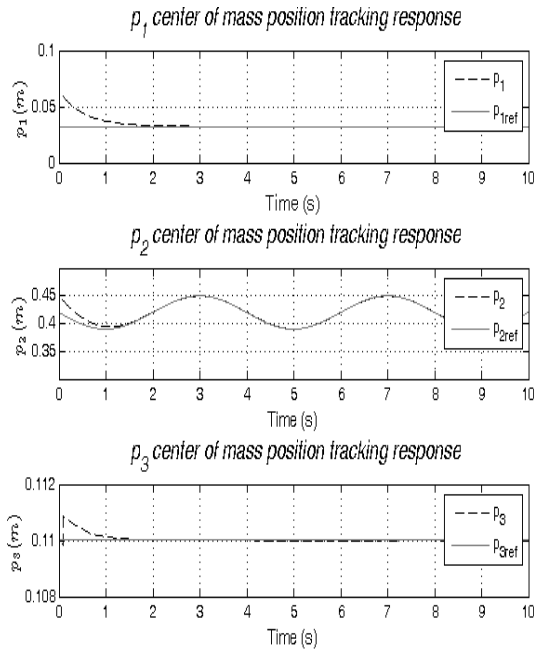 p1 center of mass position tracking response
0.1
0.05
0
p1 (m)
p1
p1ref
0 1 2 3 4 5 6 7 8 9 10
Time (s)
p2 center of mass position tracking response
0.45
0.4
0.35
p2 (m)
p2
p2ref
0 1 2 3 4 5 6 7 8 9 10
Time (s)
p3 center of mass position tracking response
0.112
0.11
0.108
p3 (m)
p3
p3ref
0 1 2 3 4 5 6 7 8 9 10
Time (s)